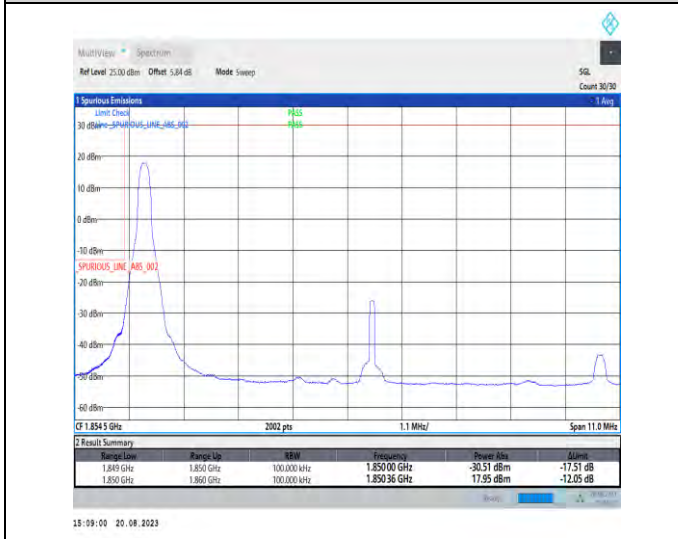 MultiView Spectrum
Ref Level 25.00 dBm Offset 5.84 dB Mode Sweep SGL
Count 30/30
1 Spurious Emissions 1 Avg
Limit Check PASS
30 dBm Line _SPURIOUS_LINE_ABS_002 PASS
20 dBm
10 dBm
0 dBm
-10 dBm
_SPURIOUS_LINE_ABS_002
-20 dBm
-30 dBm
-40 dBm
-50 dBm
-60 dBm
CF 1.854 5 GHz 2002 pts 1.1 MHz/ Span 11.0 MHz
2 Result Summary
Range Low Range Up RBW Frequency Power Abs ΔLimit
1.849 GHz 1.850 GHz 100.000 kHz 1.850 00 GHz -30.51 dBm -17.51 dB
1.850 GHz 1.860 GHz 100.000 kHz 1.850 36 GHz 17.95 dBm -12.05 dB
Ready
15:09:00 20.08.2023